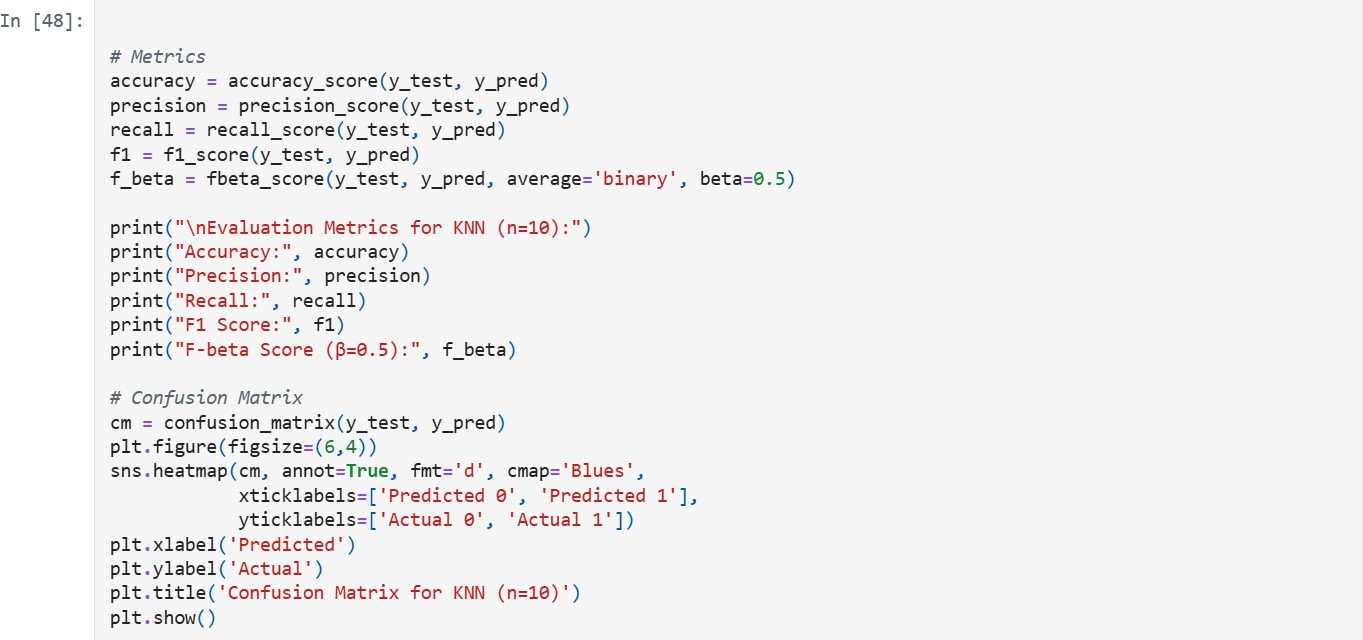 In [48]:
# Metrics
accuracy = accuracy_score(y_test, y_pred)
precision = precision_score(y_test, y_pred)
recall = recall_score(y_test, y_pred)
f1 = f1_score(y_test, y_pred)
f_beta = fbeta_score(y_test, y_pred, average='binary', beta=0.5)

print("\nEvaluation Metrics for KNN (n=10):")
print("Accuracy:", accuracy)
print("Precision:", precision)
print("Recall:", recall)
print("F1 Score:", f1)
print("F-beta Score (β=0.5):", f_beta)

# Confusion Matrix
cm = confusion_matrix(y_test, y_pred)
plt.figure(figsize=(6,4))
sns.heatmap(cm, annot=True, fmt='d', cmap='Blues',
            xticklabels=['Predicted 0', 'Predicted 1'],
            yticklabels=['Actual 0', 'Actual 1'])
plt.xlabel('Predicted')
plt.ylabel('Actual')
plt.title('Confusion Matrix for KNN (n=10)')
plt.show()